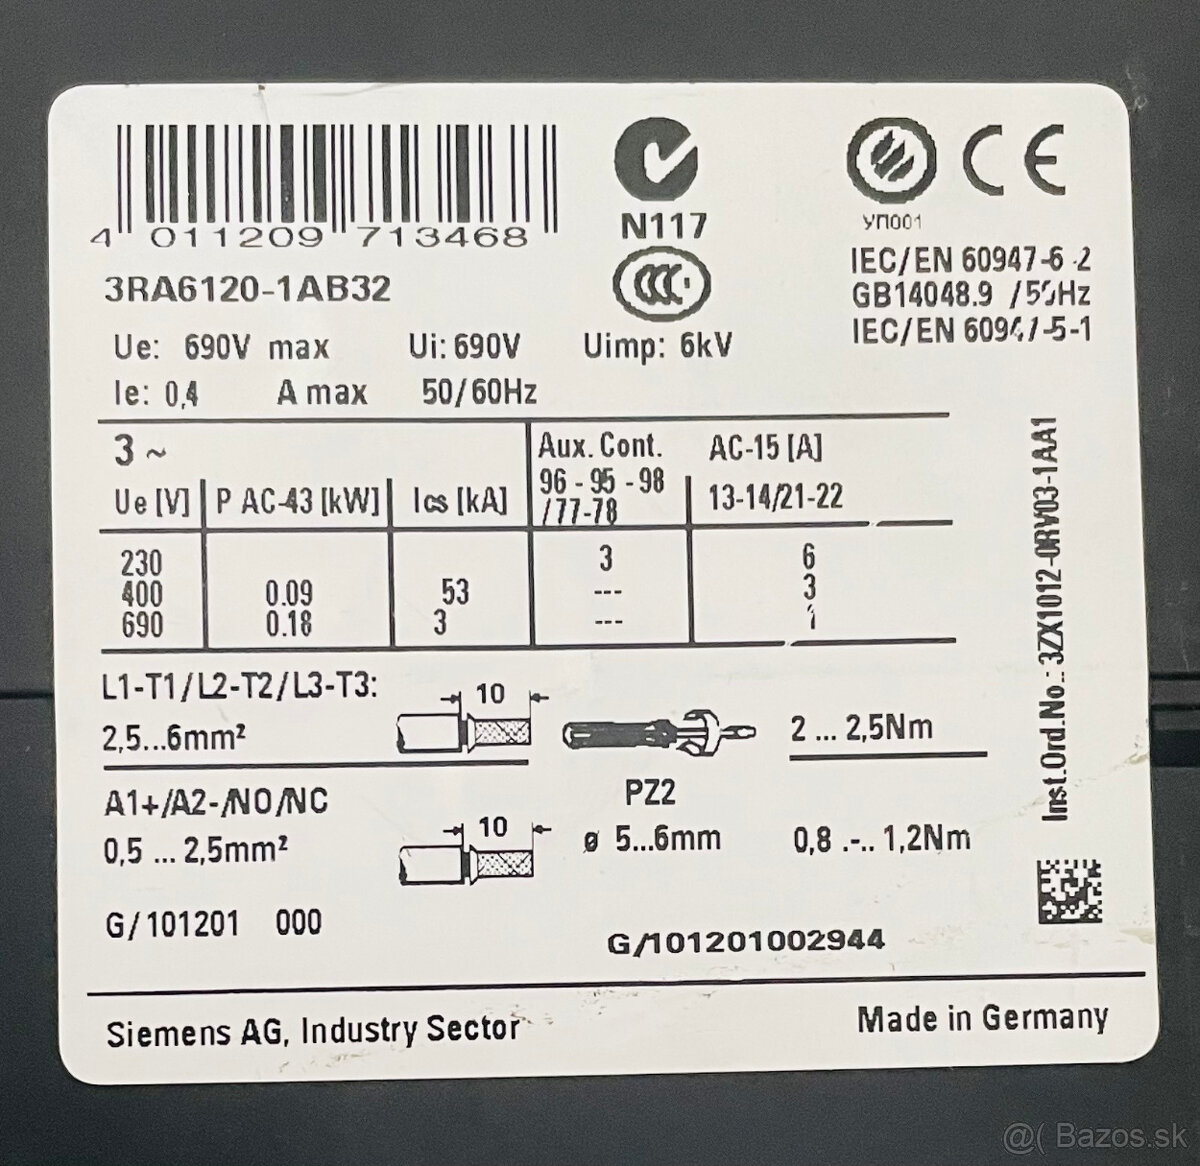 4 011209 713468
N117
УП001
CE
CCC
3RA6120-1AB32
IEC/EN 60947-6-2
GB14048.9 /50Hz
IEC/EN 60947-5-1
Ue: 690V max Ui: 690V Uimp: 6kV
Ie: 0,4 A max 50/60Hz
3 ~ Aux. Cont. AC-15 [A]
Ue [V] P AC-43 [kW] Ics [kA] 96 - 95 - 98 13-14/21-22
/77-78
230 3 6
400 0.09 53 --- 3
690 0.18 3 --- 1
L1-T1/L2-T2/L3-T3:
10
2,5...6mm² 2 ... 2,5Nm
PZ2
A1+/A2-/NO/NC
10
0,5 ... 2,5mm² ø 5...6mm 0,8 ... 1,2Nm
G/101201 000
G/101201002944
Inst.Ord.No.: 3ZX1012-0RV03-1AA1
Siemens AG, Industry Sector Made in Germany
@( Bazos.sk